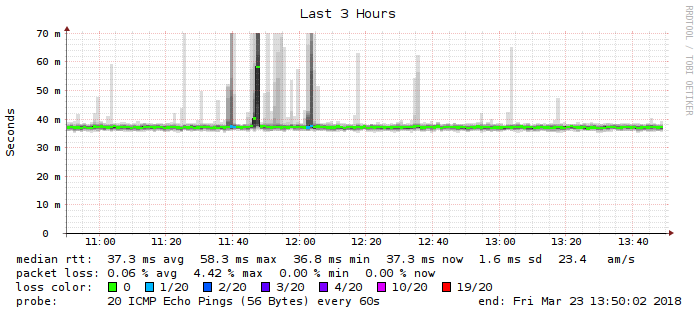 Last 3 Hours
RRDTOOL / TOBI OETIKER
Seconds
70 m
60 m
50 m
40 m
30 m
20 m
10 m
0
11:00 11:20 11:40 12:00 12:20 12:40 13:00 13:20 13:40
median rtt: 37.3 ms avg 58.3 ms max 36.8 ms min 37.3 ms now 1.6 ms sd 23.4 am/s
packet loss: 0.06 % avg 4.42 % max 0.00 % min 0.00 % now
loss color: 0 1/20 2/20 3/20 4/20 10/20 19/20
probe: 20 ICMP Echo Pings (56 Bytes) every 60s end: Fri Mar 23 13:50:02 2018